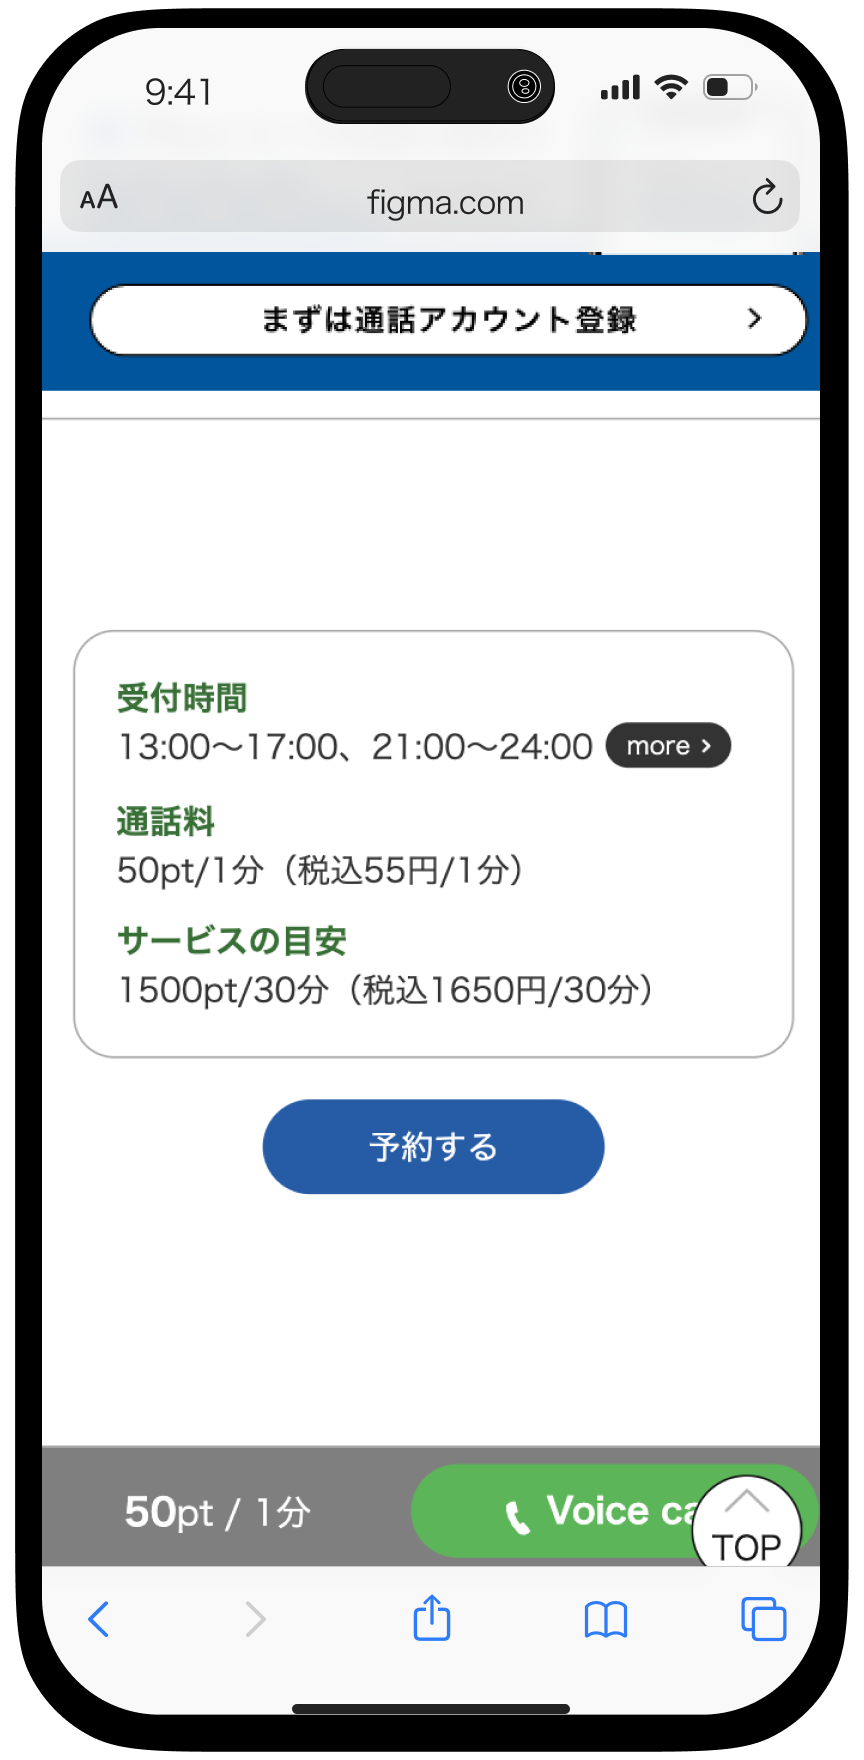 9:41
AA
figma.com
まずは通話アカウント登録
受付時間
13:00〜17:00、21:00〜24:00 more
通話料
50pt/1分（税込55円/1分）
サービスの目安
1500pt/30分（税込1650円/30分）
予約する
50pt / 1分
Voice ca
TOP